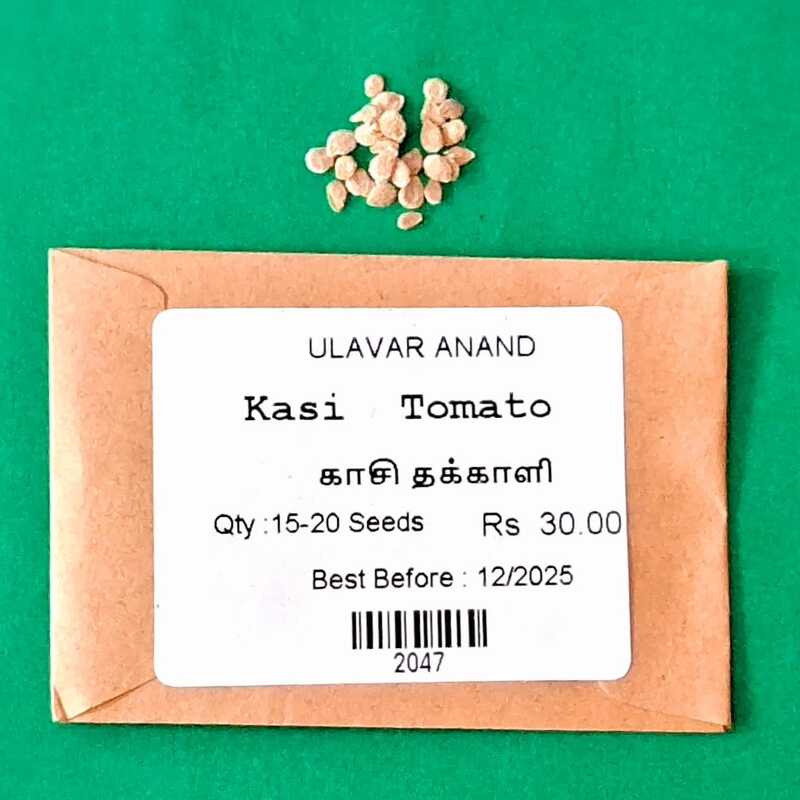 ULAVAR ANAND
Kasi Tomato
காசி தக்காளி
Qty :15-20 Seeds Rs 30.00
Best Before : 12/2025
2047